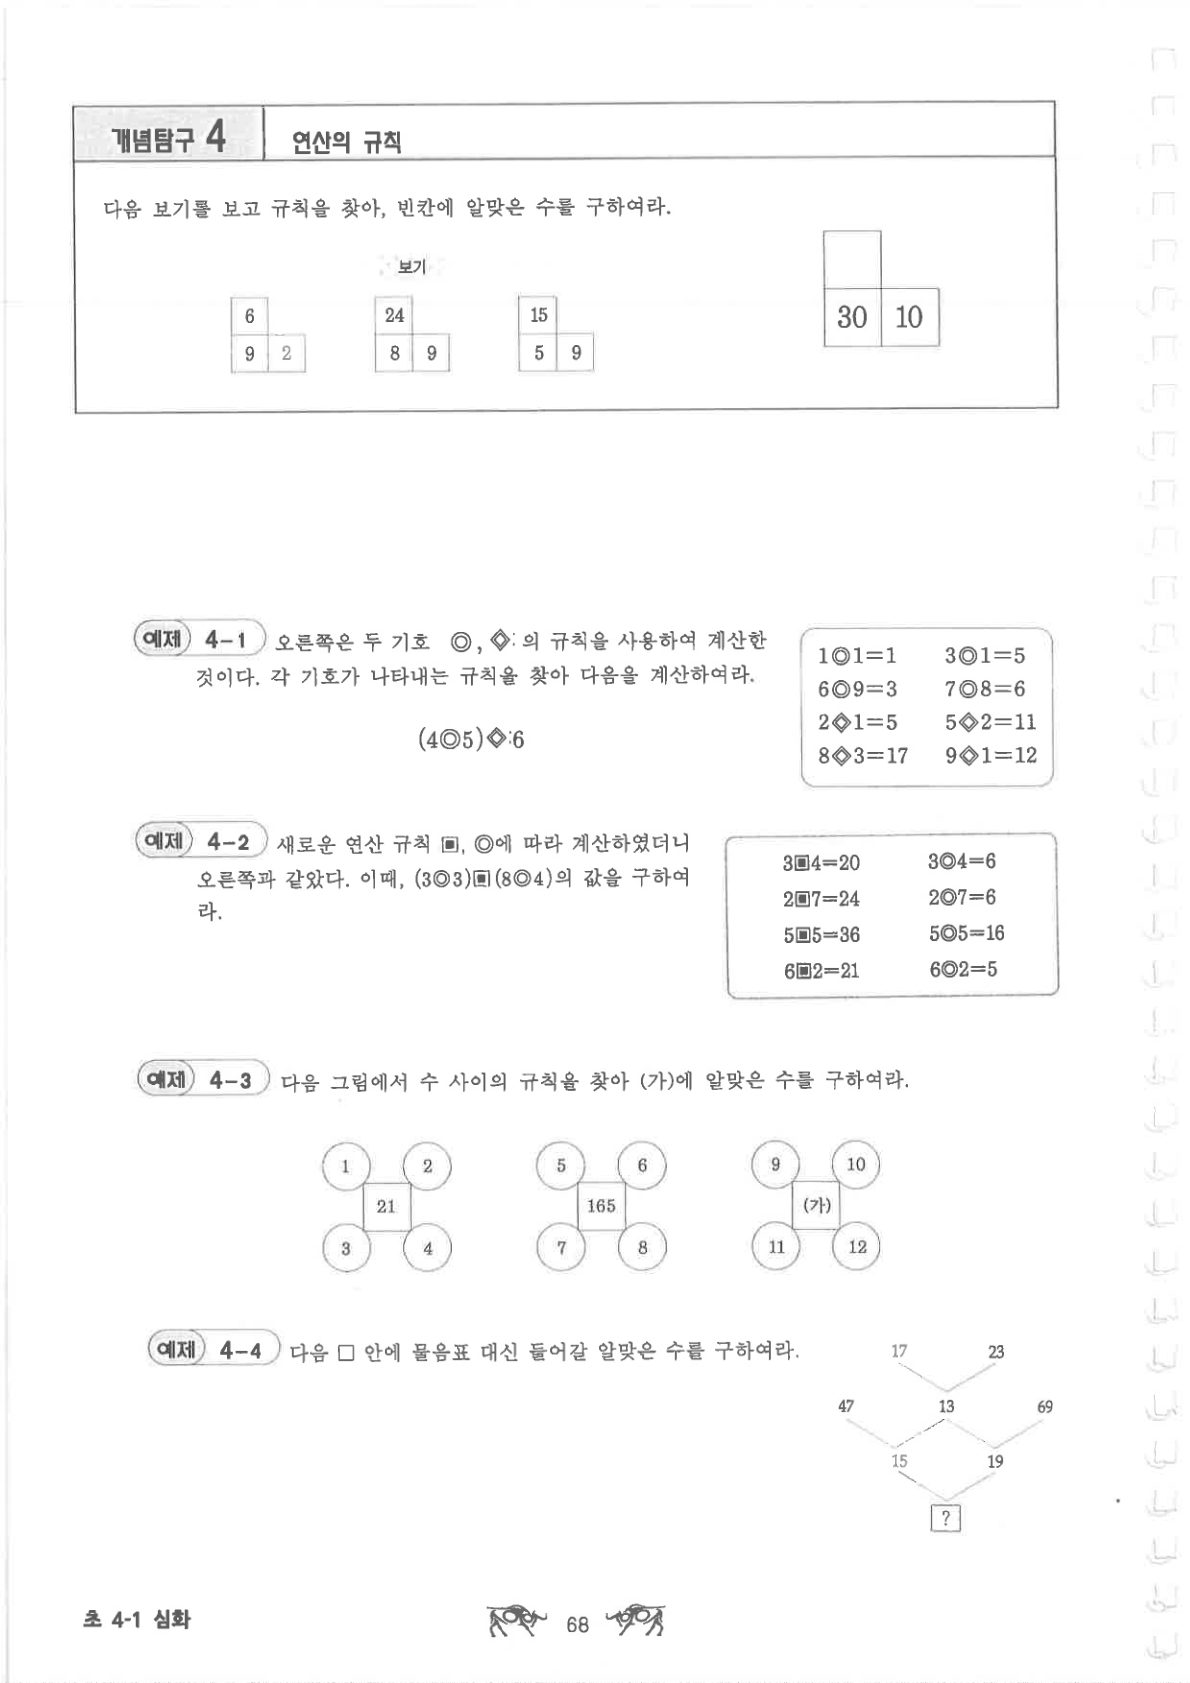 개념탐구 4 연산의 규칙
다음 보기를 보고 규칙을 찾아, 빈칸에 알맞은 수를 구하여라.
보기
6 24 15
9 2 8 9 5 9
30 10
예제 4-1 오른쪽은 두 기호 ◎, ◈의 규칙을 사용하여 계산한
것이다. 각 기호가 나타내는 규칙을 찾아 다음을 계산하여라.
(4◎5)◈6
1◎1=1 3◎1=5
6◎9=3 7◎8=6
2◈1=5 5◈2=11
8◈3=17 9◈1=12
예제 4-2 새로운 연산 규칙 ▣, ◎에 따라 계산하였더니
오른쪽과 같았다. 이때, (3◎3)▣(8◎4)의 값을 구하여
라.
3▣4=20 3◎4=6
2▣7=24 2◎7=6
5▣5=36 5◎5=16
6▣2=21 6◎2=5
예제 4-3 다음 그림에서 수 사이의 규칙을 찾아 (가)에 알맞은 수를 구하여라.
1 2 5 6 9 10
21 165 (가)
3 4 7 8 11 12
예제 4-4 다음 □ 안에 물음표 대신 들어갈 알맞은 수를 구하여라.
17 23
47 13 69
15 19
?
초 4-1 심화
68